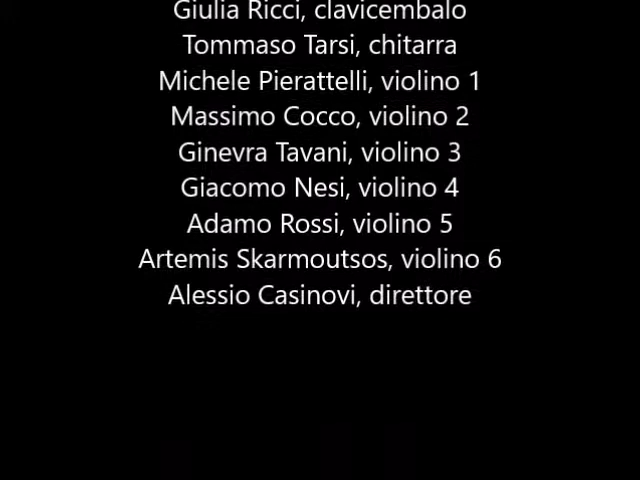 Giulia Ricci, clavicembalo
Tommaso Tarsi, chitarra
Michele Pierattelli, violino 1
Massimo Cocco, violino 2
Ginevra Tavani, violino 3
Giacomo Nesi, violino 4
Adamo Rossi, violino 5
Artemis Skarmoutsos, violino 6
Alessio Casinovi, direttore